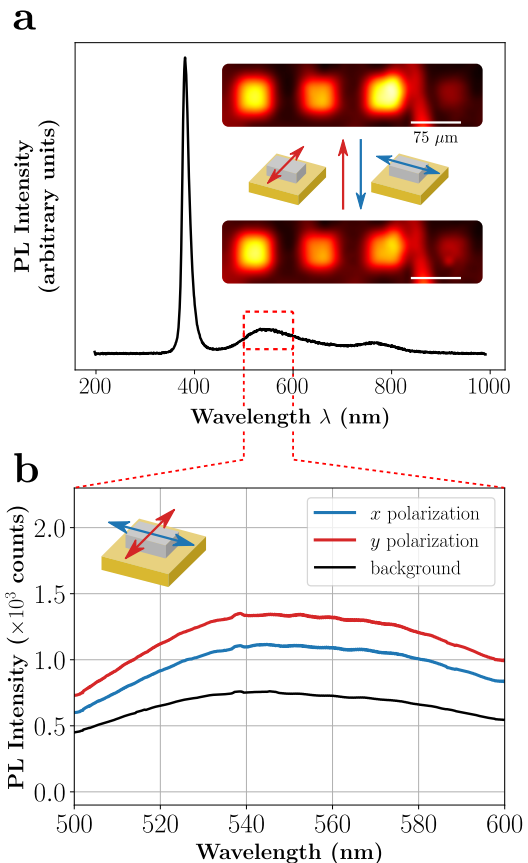 a
PL Intensity
(arbitrary units)
75 μm
200 400 600 800 1000
Wavelength λ (nm)
b
PL Intensity (×10³ counts)
2.0
1.5
1.0
0.5
0.0
x polarization
y polarization
background
500 520 540 560 580 600
Wavelength (nm)